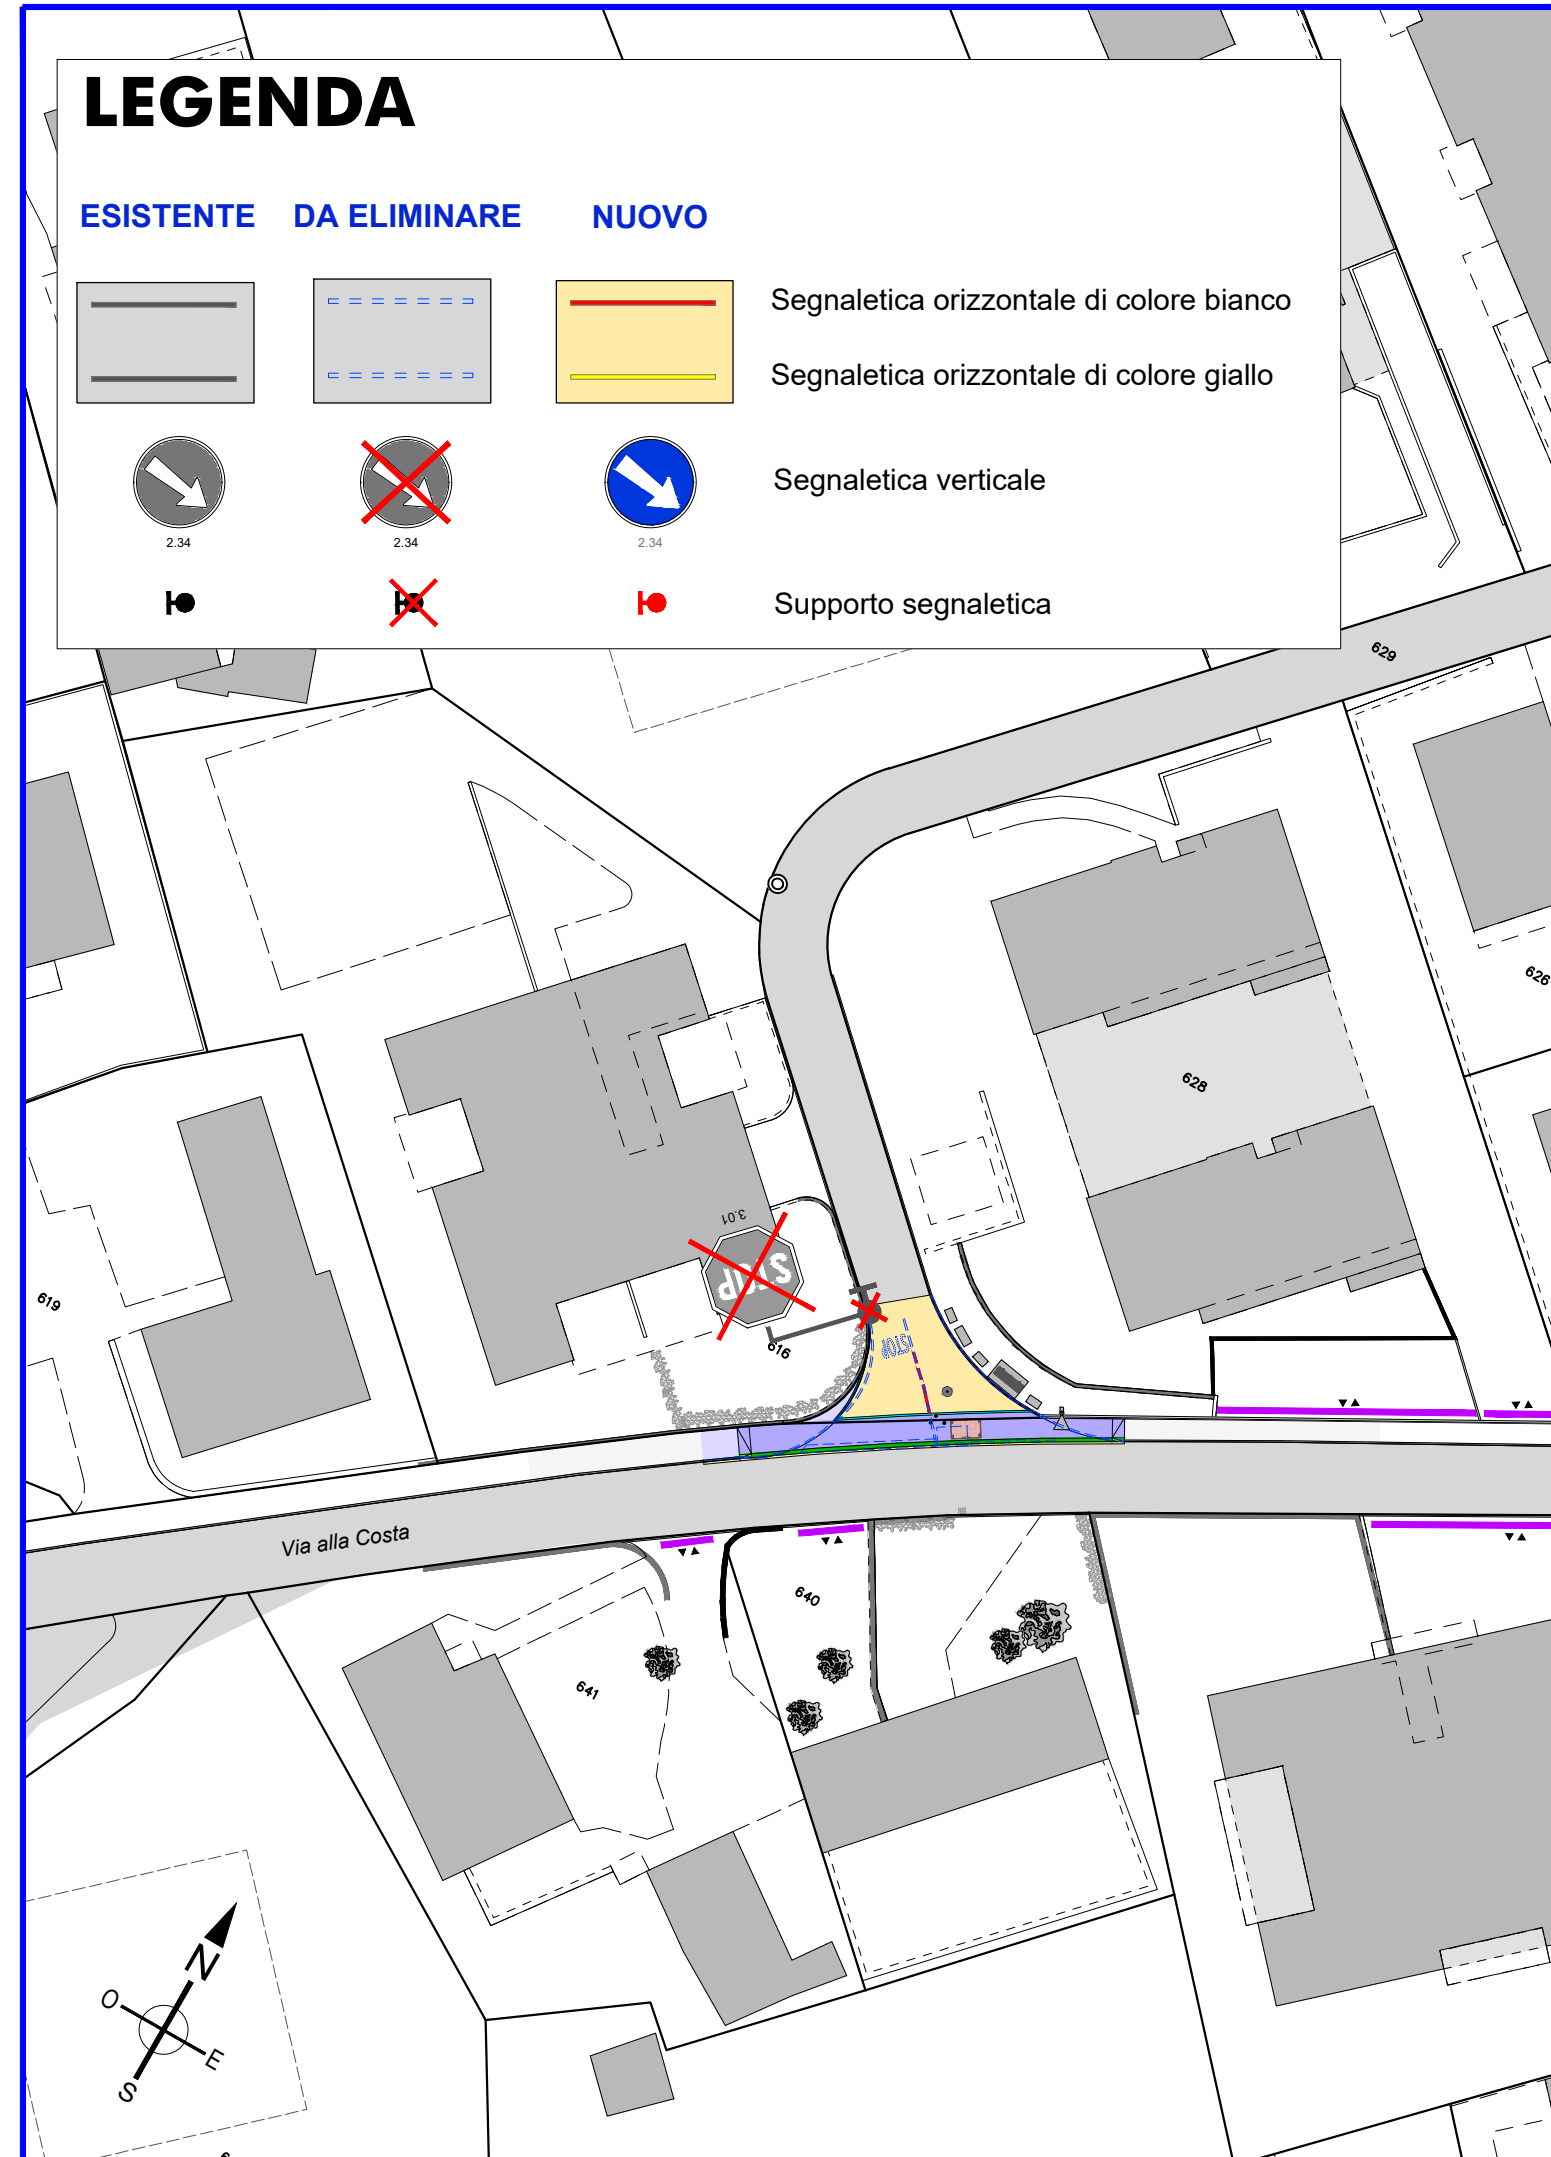 LEGENDA
ESISTENTE DA ELIMINARE NUOVO
Segnaletica orizzontale di colore bianco
Segnaletica orizzontale di colore giallo
Segnaletica verticale
2.34 2.34 2.34
Supporto segnaletica
629
626
628
3.01
STOP
619
616
STOP
Via alla Costa
640
641
N
O
E
S